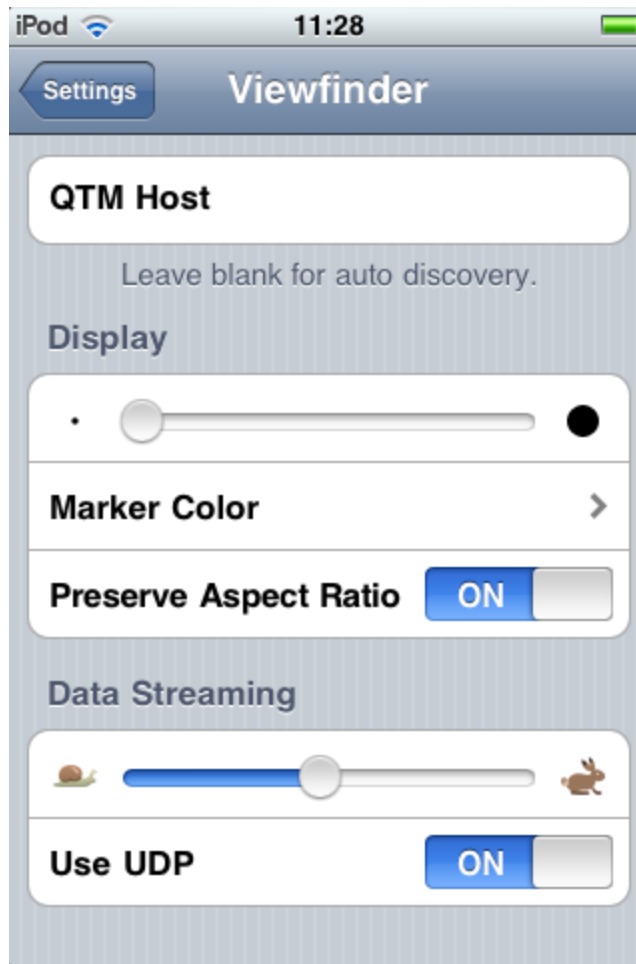 iPod 11:28
Settings Viewfinder
QTM Host
Leave blank for auto discovery.
Display
Marker Color
Preserve Aspect Ratio ON
Data Streaming
Use UDP ON